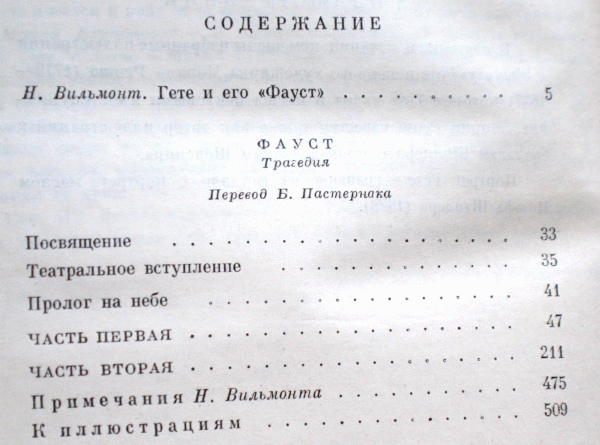 СОДЕРЖАНИЕ
Н. Вильмонт. Гете и его «Фауст» . . . . . . . . 5
ФАУСТ
Трагедия
Перевод Б. Пастернака
Посвящение . . . . . . . . . . . . . . . 33
Театральное вступление . . . . . . . . . . 35
Пролог на небе . . . . . . . . . . . . . 41
ЧАСТЬ ПЕРВАЯ . . . . . . . . . . . . . 47
ЧАСТЬ ВТОРАЯ . . . . . . . . . . . . . 211
Примечания Н. Вильмонта . . . . . . . . . 475
К иллюстрациям . . . . . . . . . . . . . 509